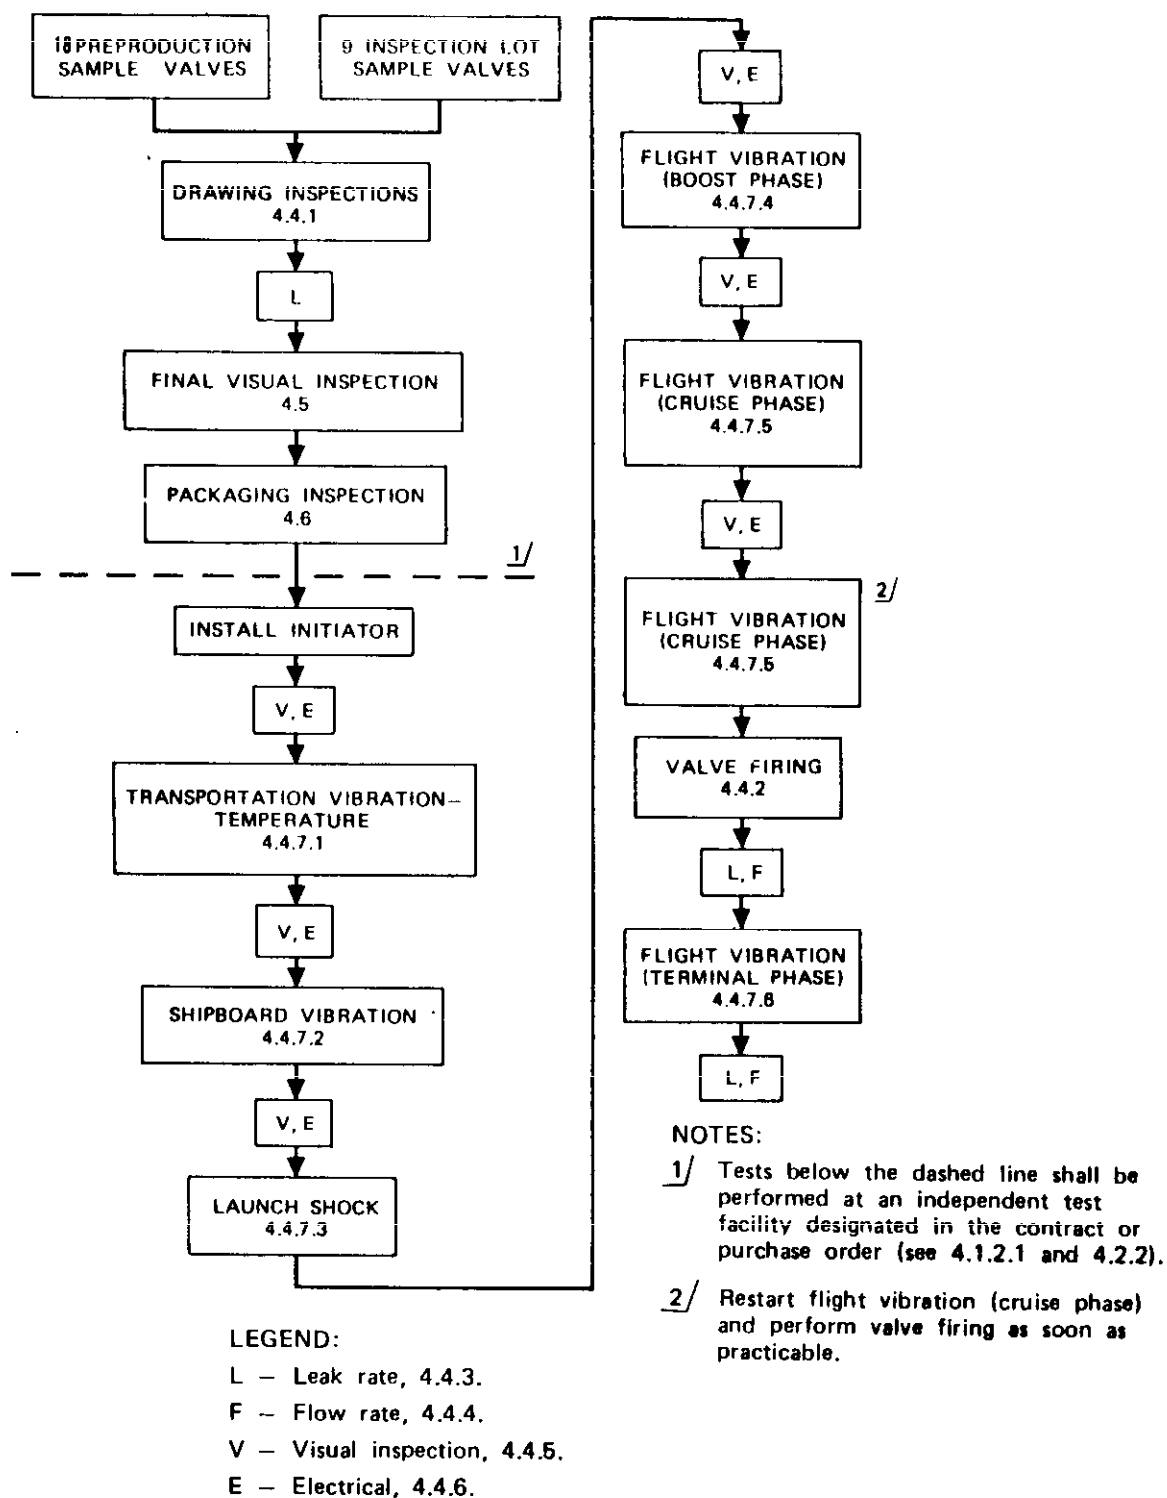 18 PREPRODUCTION
SAMPLE VALVES
9 INSPECTION LOT
SAMPLE VALVES
DRAWING INSPECTIONS
4.4.1
L
FINAL VISUAL INSPECTION
4.5
PACKAGING INSPECTION
4.6
1/
INSTALL INITIATOR
V, E
TRANSPORTATION VIBRATION—
TEMPERATURE
4.4.7.1
V, E
SHIPBOARD VIBRATION
4.4.7.2
V, E
LAUNCH SHOCK
4.4.7.3
V, E
FLIGHT VIBRATION
(BOOST PHASE)
4.4.7.4
V, E
FLIGHT VIBRATION
(CRUISE PHASE)
4.4.7.5
V, E
FLIGHT VIBRATION
(CRUISE PHASE)
4.4.7.5
2/
VALVE FIRING
4.4.2
L, F
FLIGHT VIBRATION
(TERMINAL PHASE)
4.4.7.6
L, F
NOTES:
1/ Tests below the dashed line shall be
performed at an independent test
facility designated in the contract or
purchase order (see 4.1.2.1 and 4.2.2).
2/ Restart flight vibration (cruise phase)
and perform valve firing as soon as
practicable.
LEGEND:
L — Leak rate, 4.4.3.
F — Flow rate, 4.4.4.
V — Visual inspection, 4.4.5.
E — Electrical, 4.4.6.